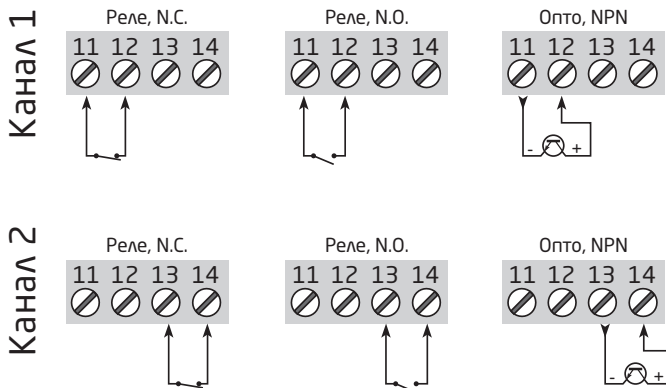 Канал 1
Реле, N.C.
11 12 13 14
Реле, N.O.
11 12 13 14
Опто, NPN
11 12 13 14
- +
Канал 2
Реле, N.C.
11 12 13 14
Реле, N.O.
11 12 13 14
Опто, NPN
11 12 13 14
- +